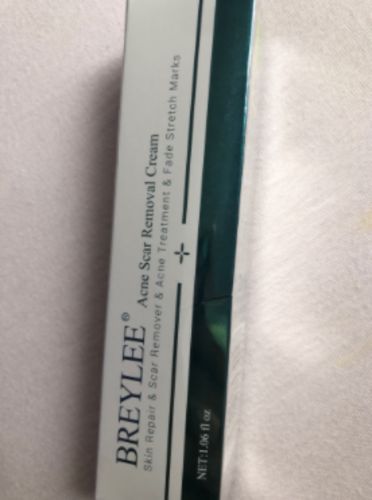 BREYLEE® Acne Scar Removal Cream
Skin Repair & Scar Remover & Acne Treatment & Fade Stretch Marks
NET:1.06 fl oz